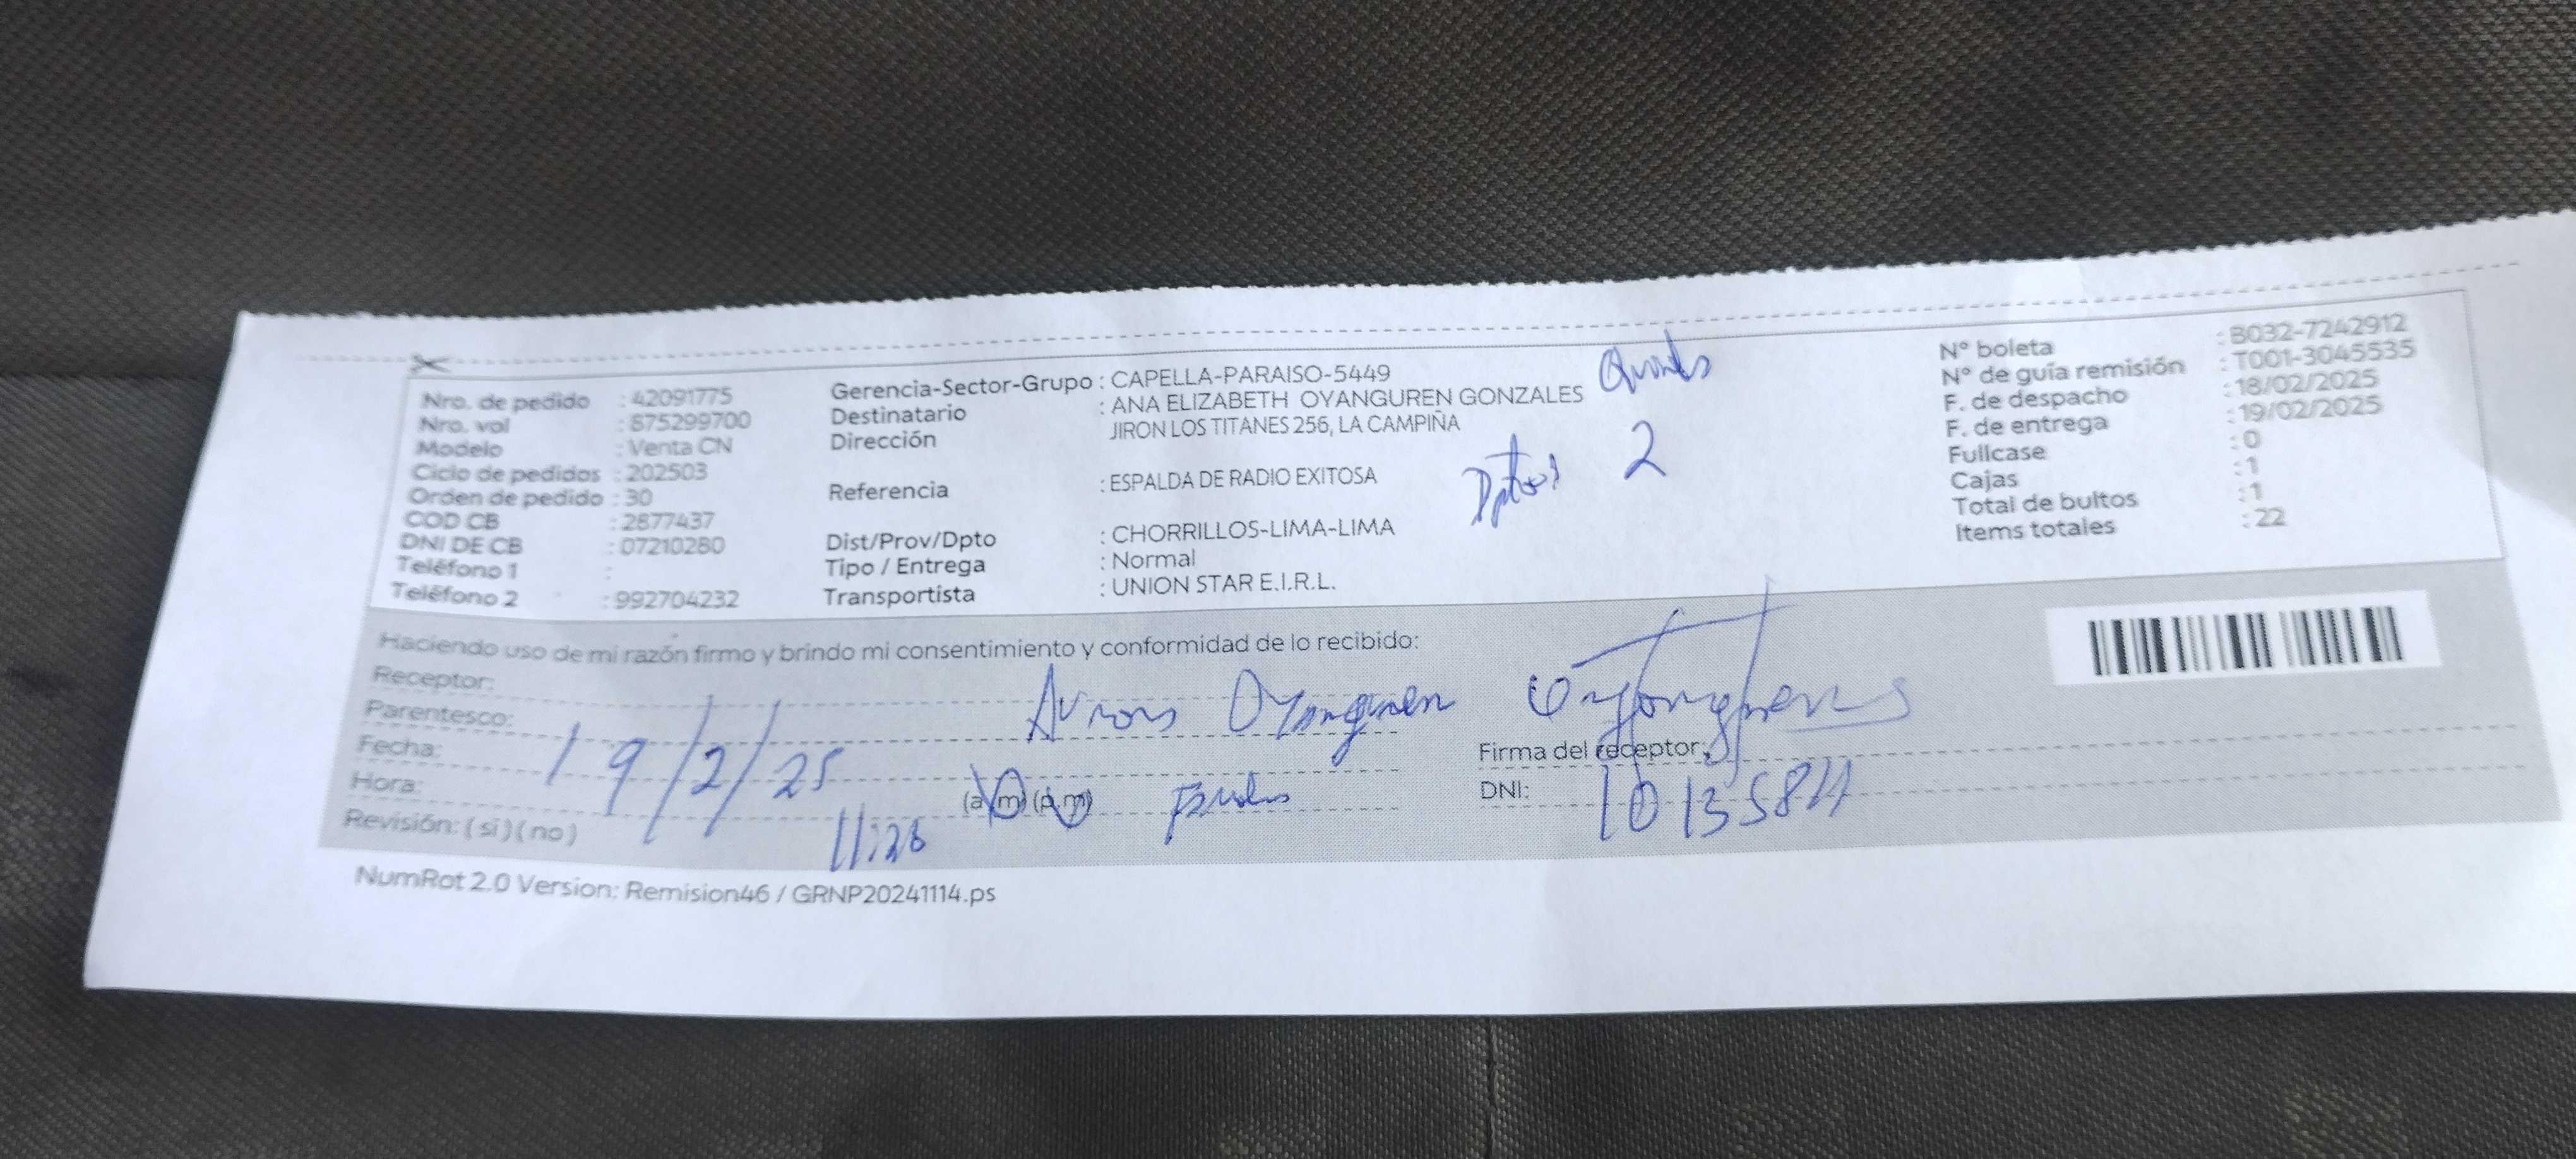 Nro. de pedido : 42091775
Nro. vol : 875299700
Modelo : Venta CN
Ciclo de pedidos : 202503
Orden de pedido : 30
COD CB : 2877437
DNI DE CB : 07210280
Teléfono 1 :
Teléfono 2 : 992704232
Gerencia-Sector-Grupo : CAPELLA-PARAISO-5449
Destinatario : ANA ELIZABETH OYANGUREN GONZALES
Dirección JIRON LOS TITANES 256, LA CAMPIÑA
Referencia : ESPALDA DE RADIO EXITOSA
2
Dist/Prov/Dpto : CHORRILLOS-LIMA-LIMA
Tipo / Entrega : Normal
Transportista : UNION STAR E.I.R.L.
N° boleta : B032-7242912
N° de guía remisión : T001-3045535
F. de despacho : 18/02/2025
F. de entrega : 19/02/2025
Fullcase : 0
Cajas : 1
Total de bultos : 1
Items totales : 22
Haciendo uso de mi razón firmo y brindo mi consentimiento y conformidad de lo recibido:
Receptor: Oyanguren
Parentesco:
Fecha: 19/2/25
Hora: 11:28 (a.m) (p.m)
Revisión: ( si ) ( no )
Firma del receptor:
DNI:
NumRot 2.0 Version: Remision46 / GRNP20241114.ps